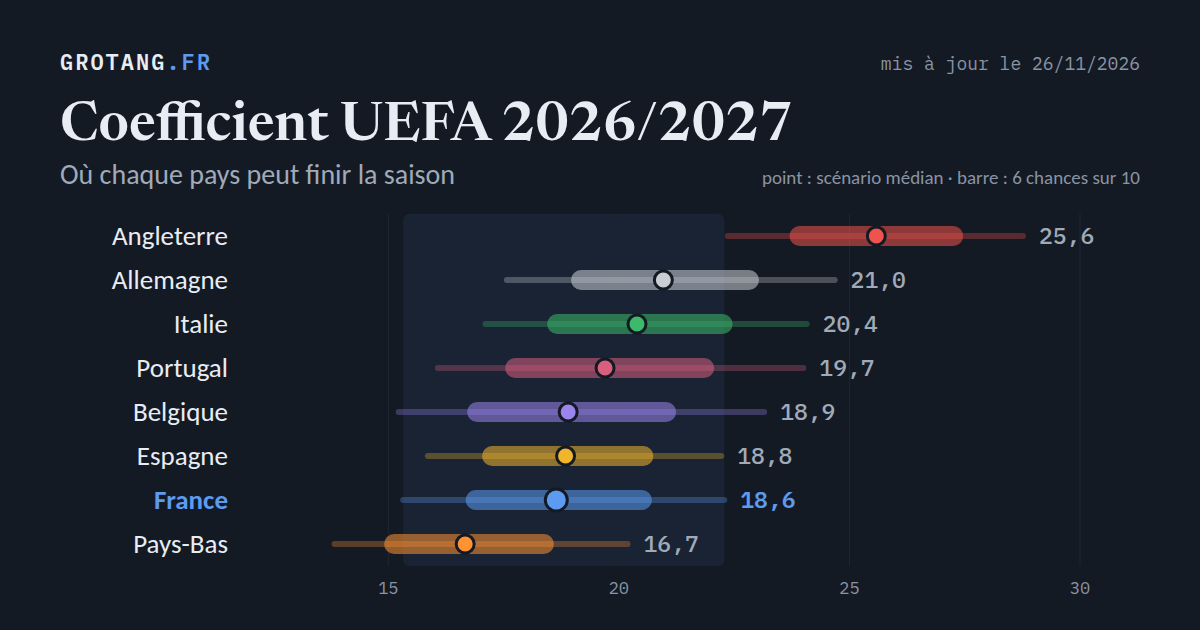 GROTANG.FR
mis à jour le 26/11/2026
Coefficient UEFA 2026/2027
Où chaque pays peut finir la saison
point : scénario médian · barre : 6 chances sur 10
Angleterre 25,6
Allemagne 21,0
Italie 20,4
Portugal 19,7
Belgique 18,9
Espagne 18,8
France 18,6
Pays-Bas 16,7
15 20 25 30